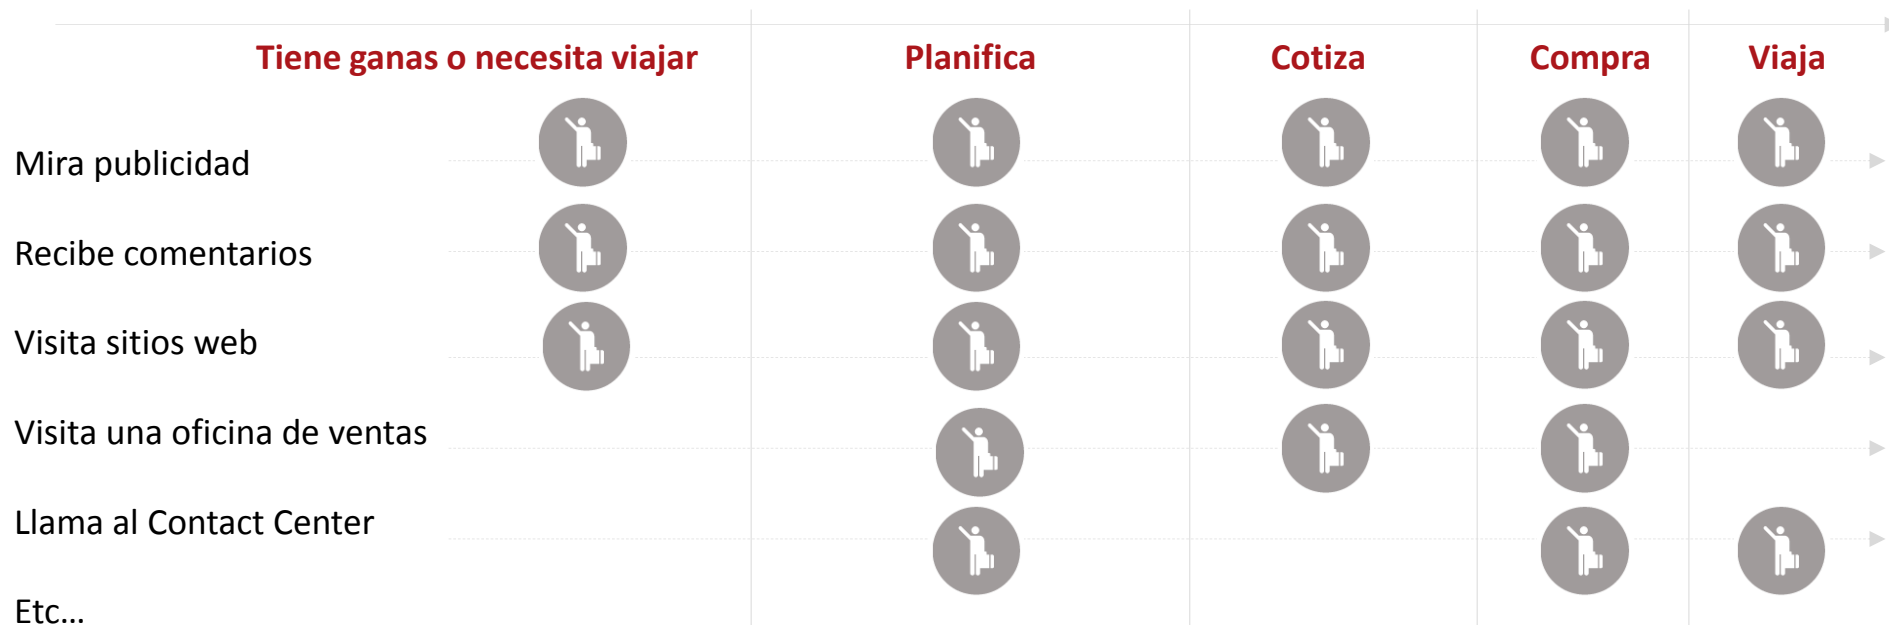 Tiene ganas o necesita viajar Planifica Cotiza Compra Viaja
Mira publicidad
Recibe comentarios
Visita sitios web
Visita una oficina de ventas
Llama al Contact Center
Etc...